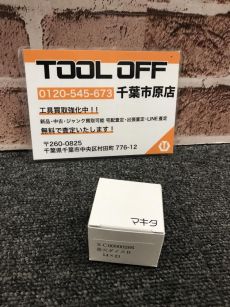 TOOL OFF
0120-545-673 千葉市原店
工具買取強化中!!
新品・中古・ジャンク買取可能 宅配査定・出張査定・LINE査定
無料で査定いたします!
〒260-0825
千葉県千葉市中央区村田町 776-12
マキタ